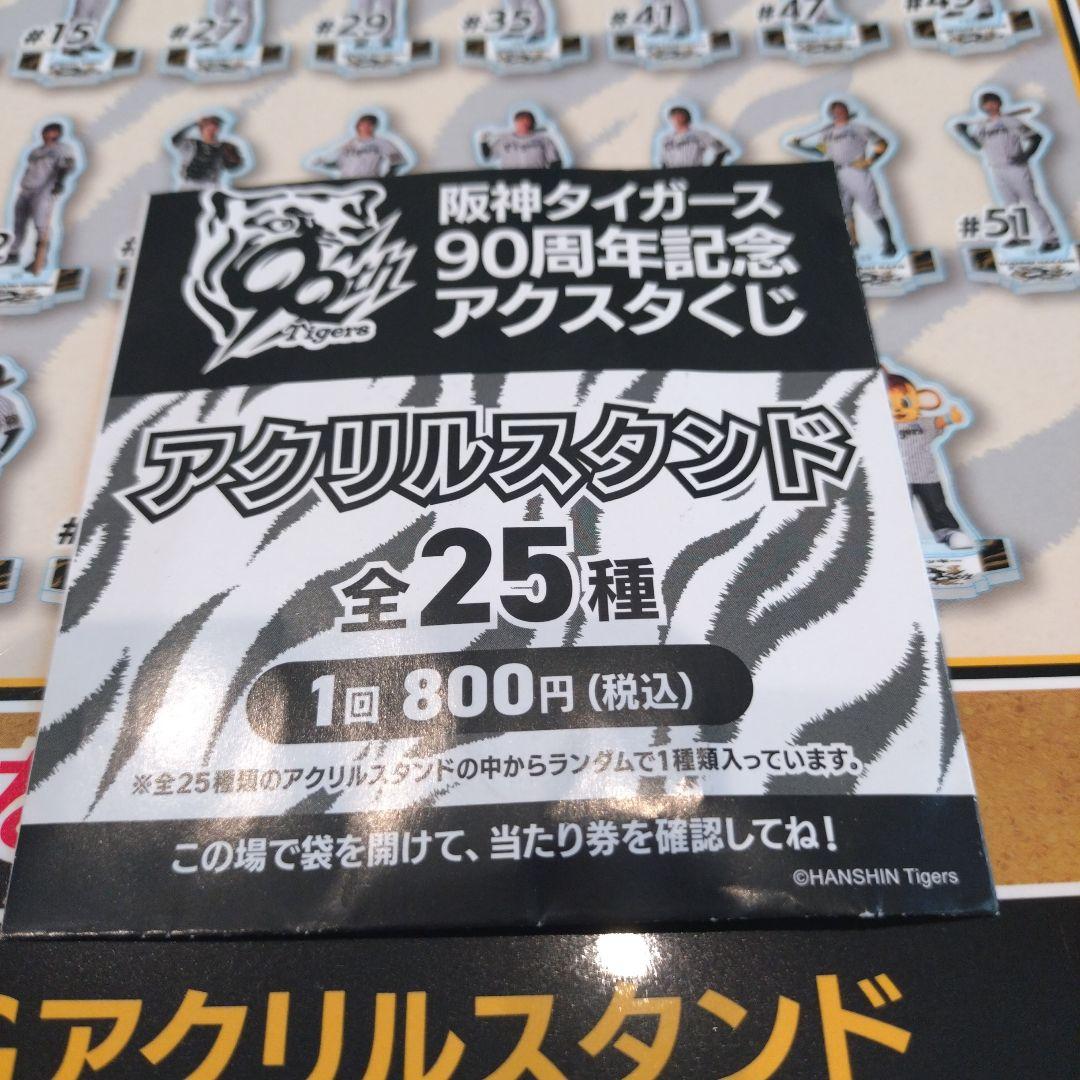 #15 #27 #29 #35 #41 #47 #49
#51
90th
Tigers
阪神タイガース
90周年記念
アクスタくじ
アクリルスタンド
全25種
1回 800円(税込)
※全25種類のアクリルスタンドの中からランダムで1種類入っています。
この場で袋を開けて、当たり券を確認してね!
©HANSHIN Tigers
アクリルスタンド